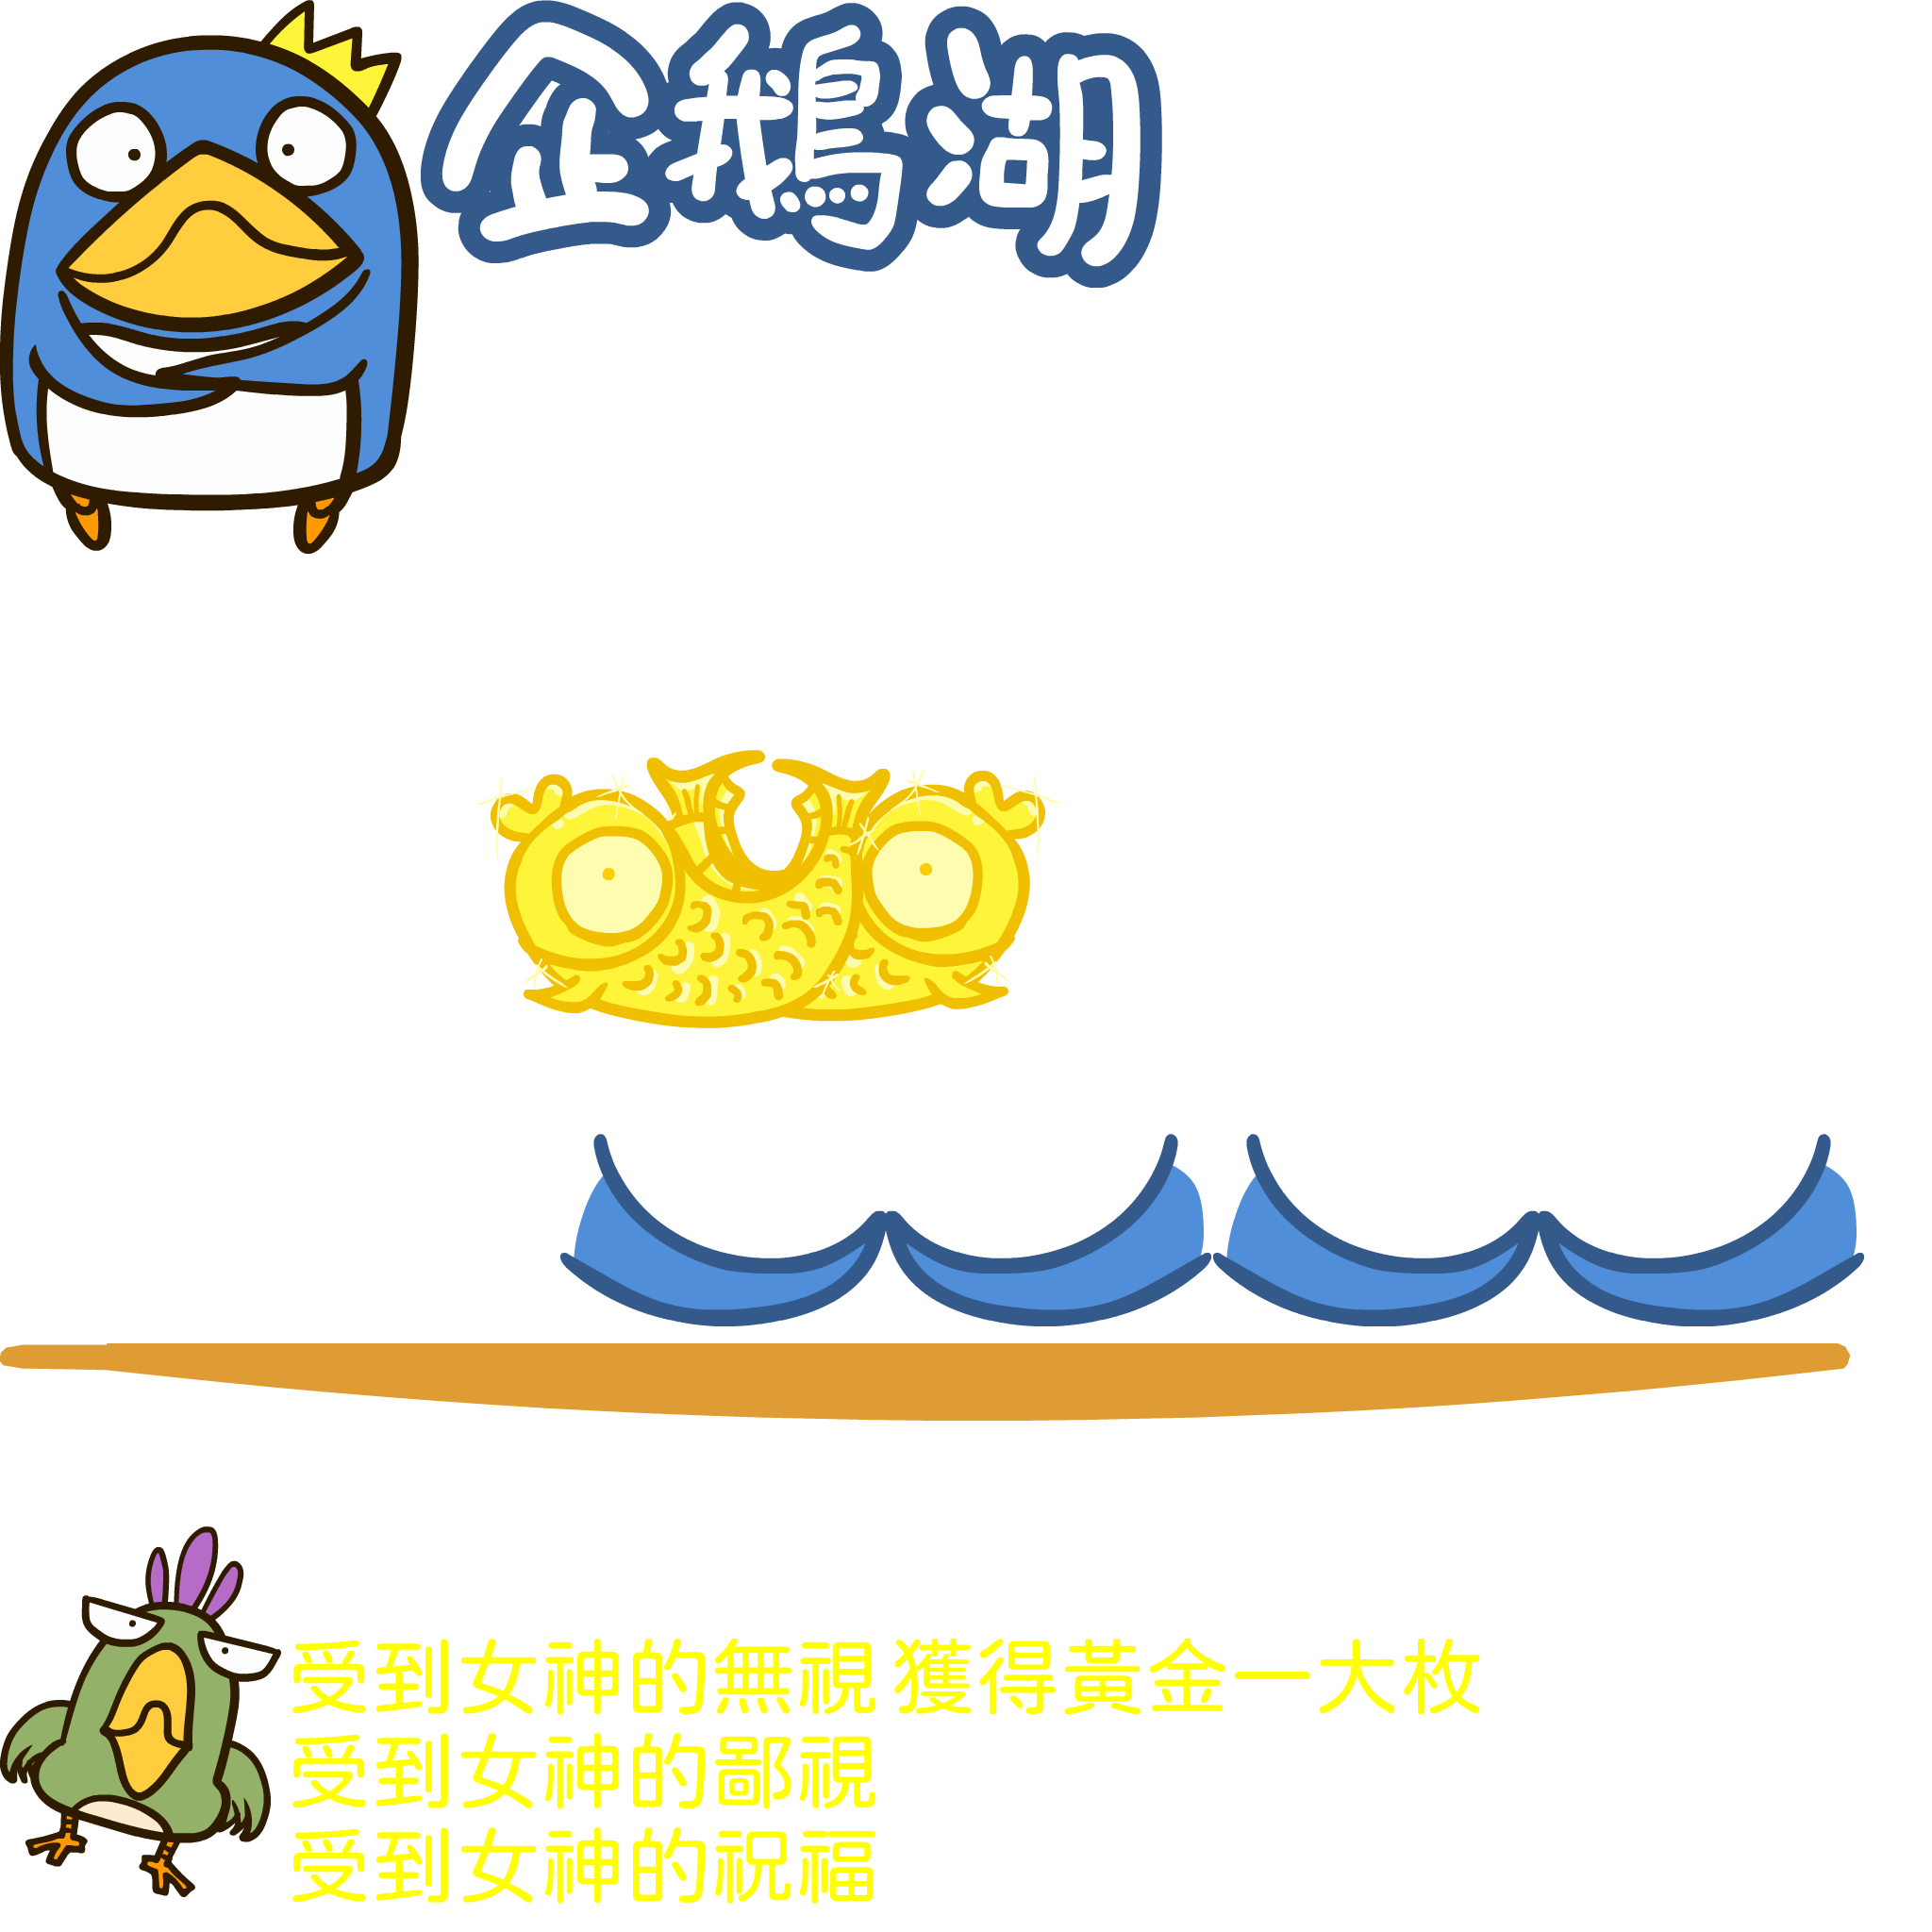 企鵝湖
受到女神的無視 獲得黃金一大枚
受到女神的鄙視
受到女神的祝福